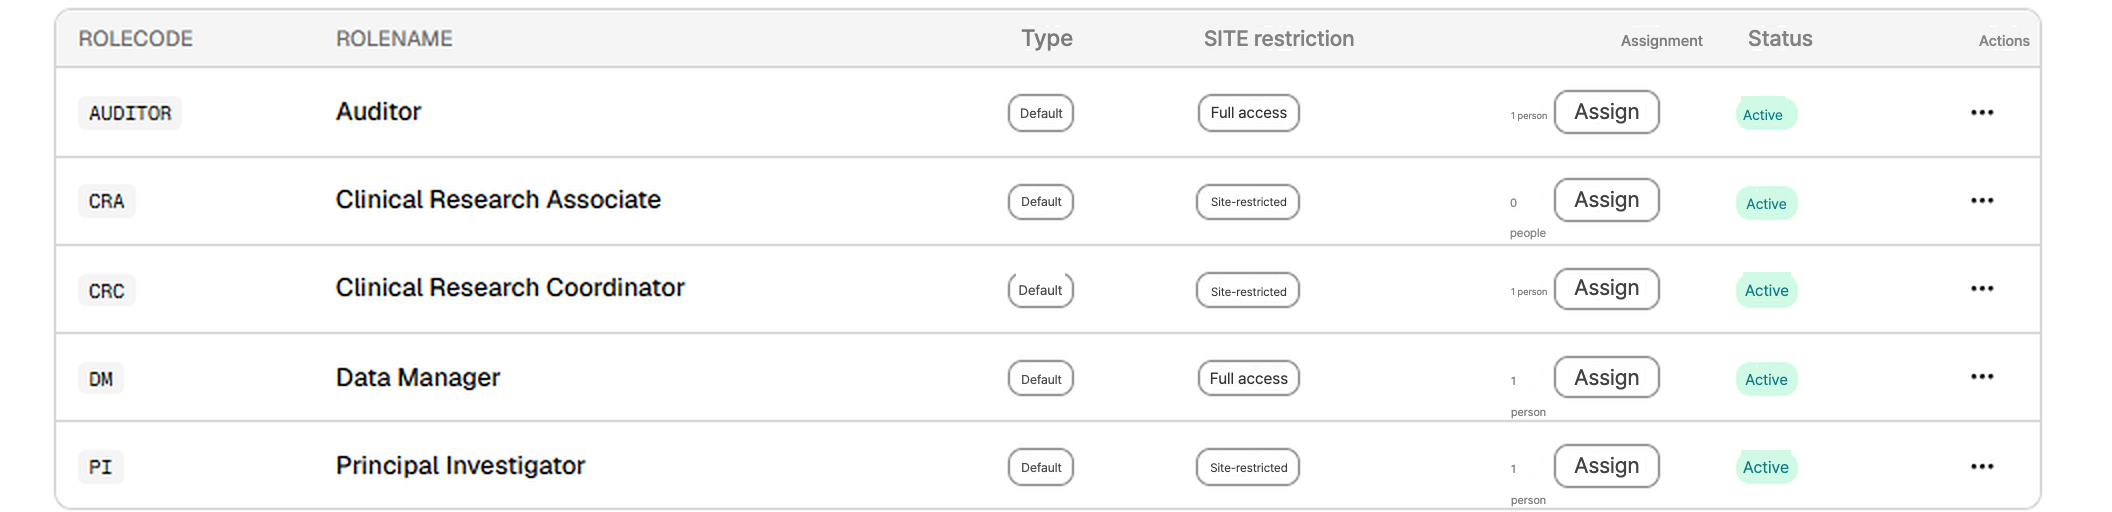 ROLECODE ROLENAME Type SITE restriction Assignment Status Actions
AUDITOR Auditor Default Full access 1 person Assign Active
CRA Clinical Research Associate Default Site-restricted 0 Assign Active
people
CRC Clinical Research Coordinator Default Site-restricted 1 person Assign Active
DM Data Manager Default Full access 1 Assign Active
person
PI Principal Investigator Default Site-restricted 1 Assign Active
person